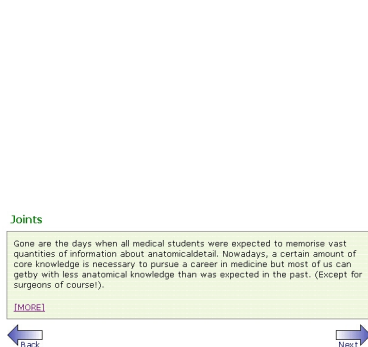 Joints
Gone are the days when all medical students were expected to memorise vast
quantities of information about anatomicaldetail. Nowadays, a certain amount of
core knowledge is necessary to pursue a career in medicine but most of us can
getby with less anatomical knowledge than was expected in the past. (Except for
surgeons of course!).
[MORE]
Back
Next